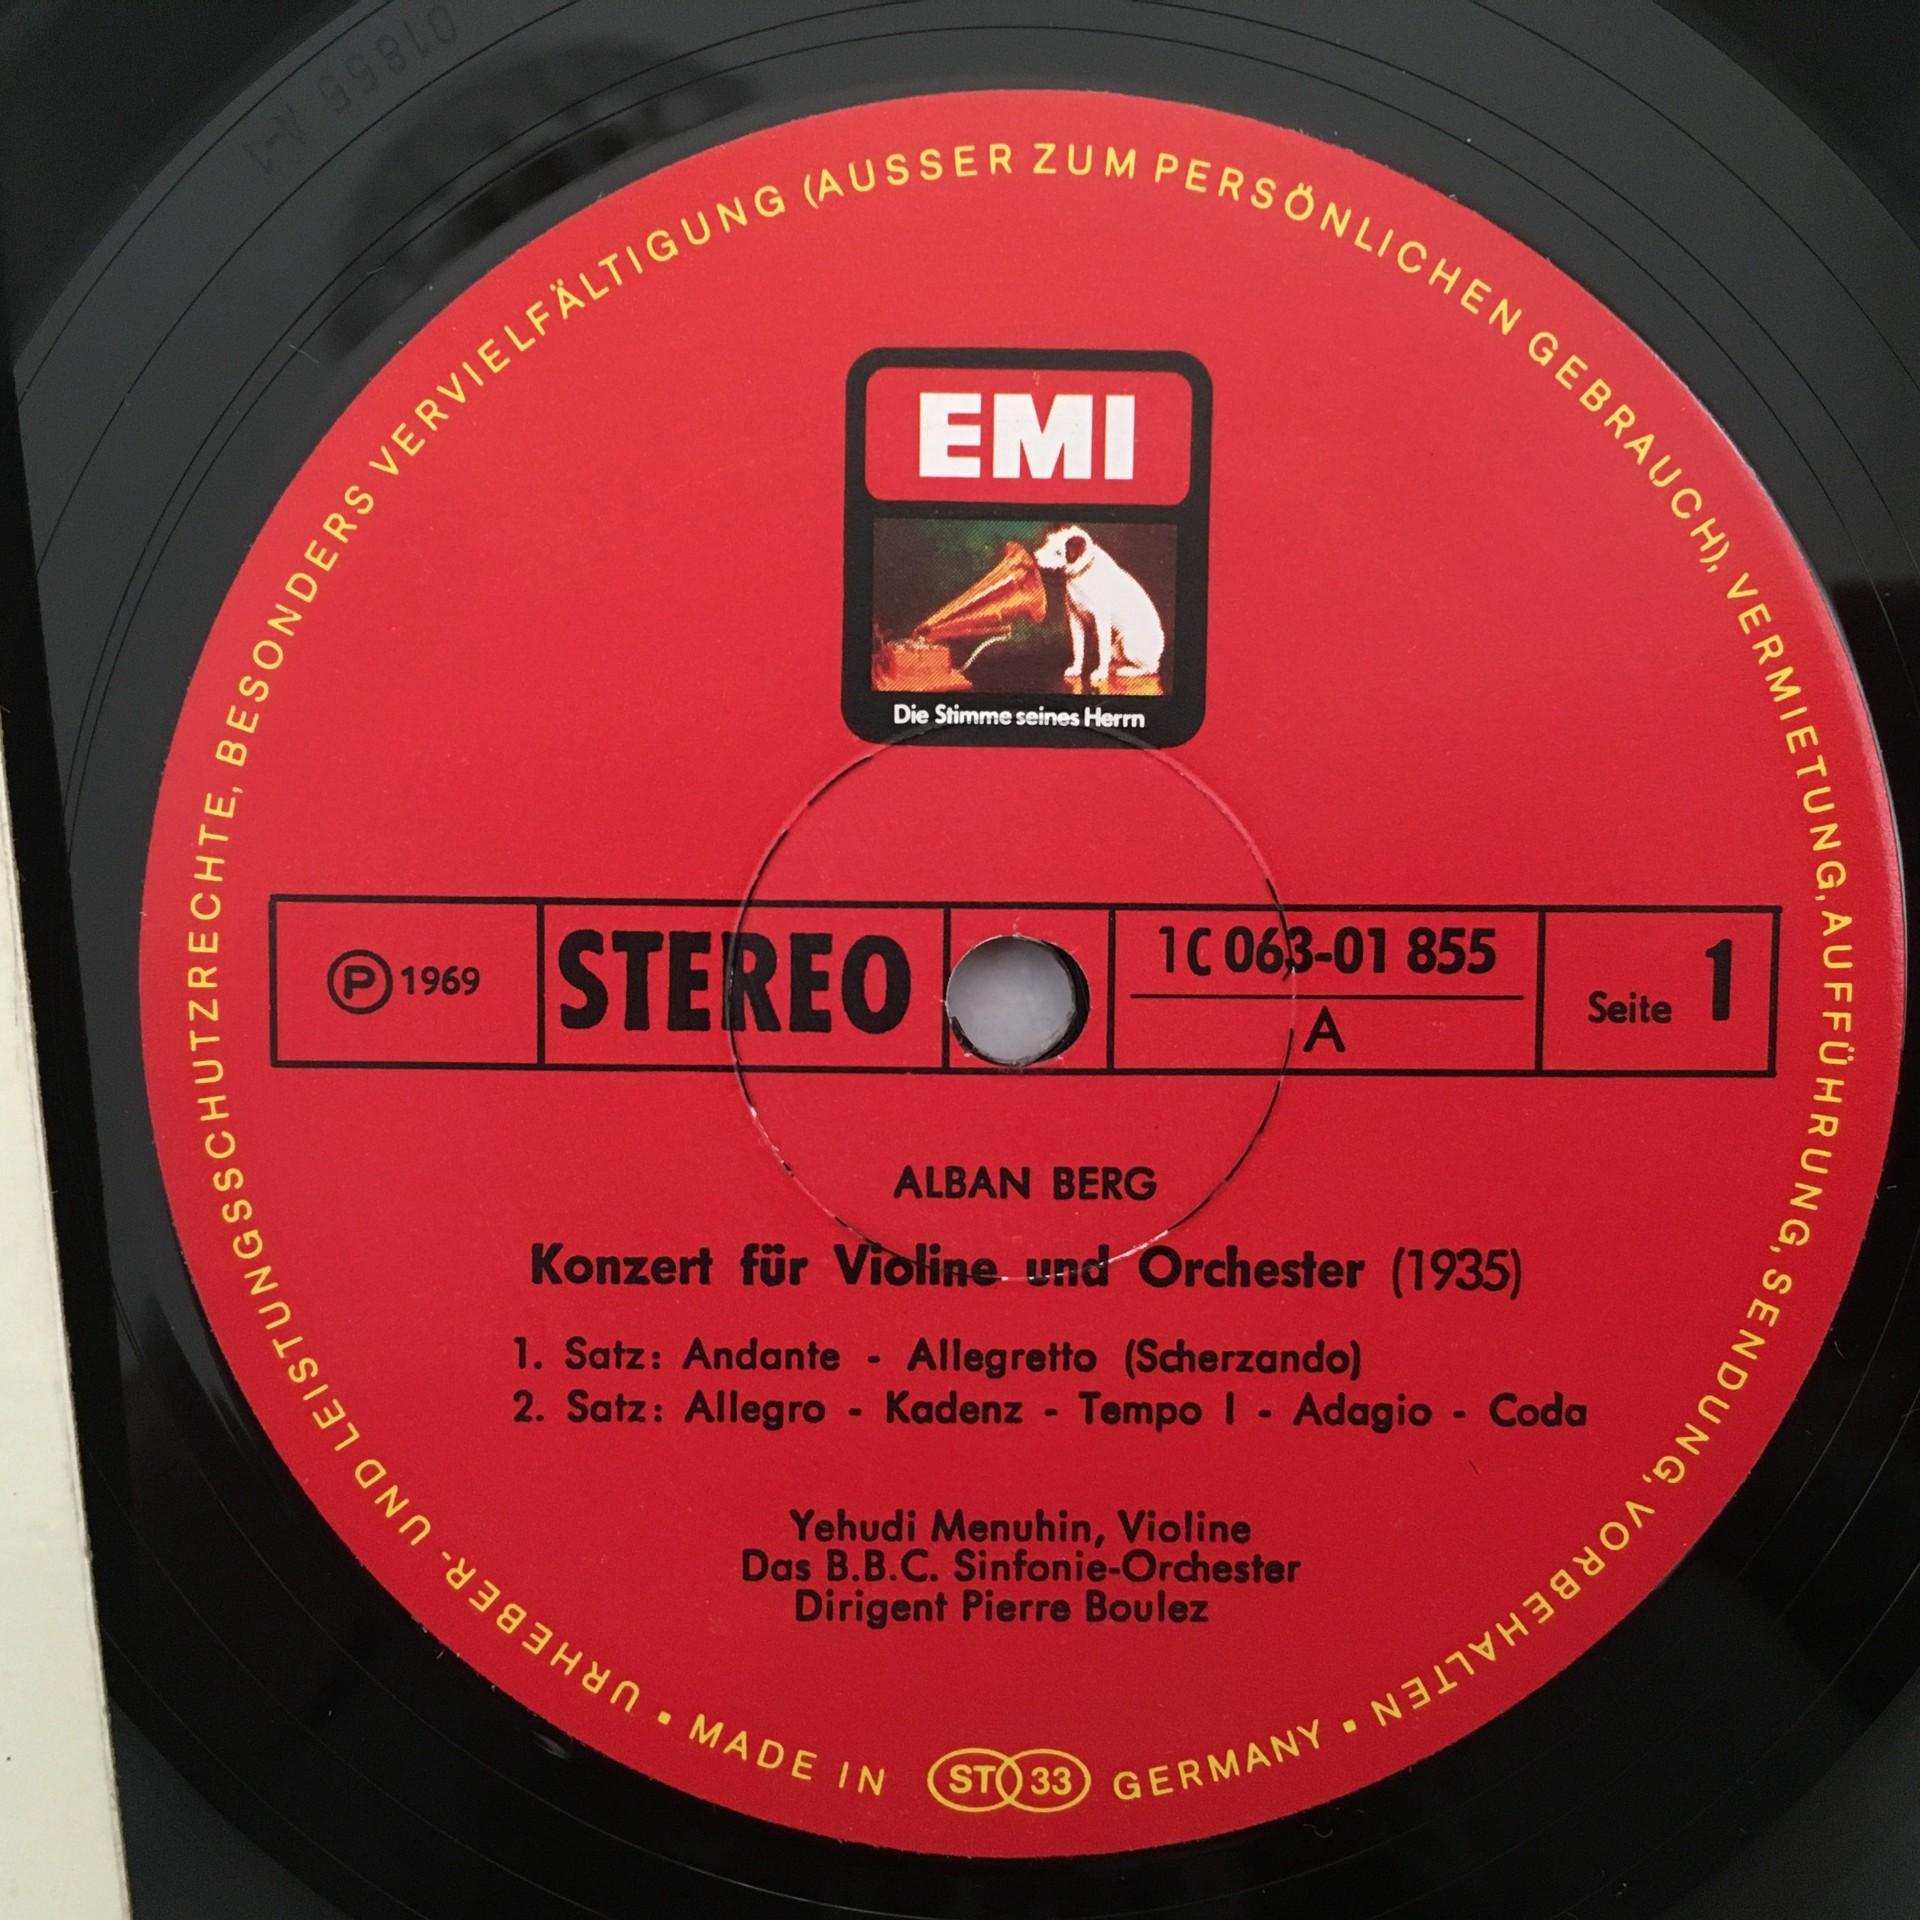 01855 A-1
URHEBER- UND LEISTUNGSSCHUTZRECHTE, BESONDERS VERVIELFÄLTIGUNG (AUSSER ZUM PERSÖNLICHEN GEBRAUCH), VERMIETUNG, AUFFÜHRUNG, SENDUNG, VORBEHALTEN
EMI
Die Stimme seines Herrn
Ⓟ 1969
STEREO
1C 063-01 855
A
Seite 1
ALBAN BERG
Konzert für Violine und Orchester (1935)
1. Satz: Andante - Allegretto (Scherzando)
2. Satz: Allegro - Kadenz - Tempo I - Adagio - Coda
Yehudi Menuhin, Violine
Das B.B.C. Sinfonie-Orchester
Dirigent Pierre Boulez
• MADE IN ST 33 GERMANY •